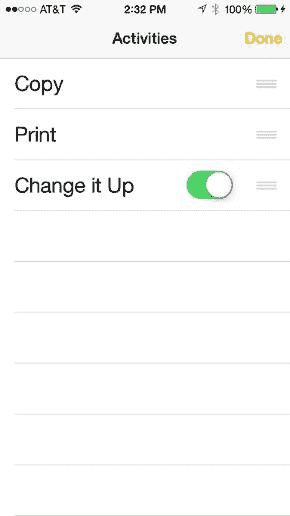 AT&T 2:32 PM 100%
Activities Done
Copy
Print
Change it Up